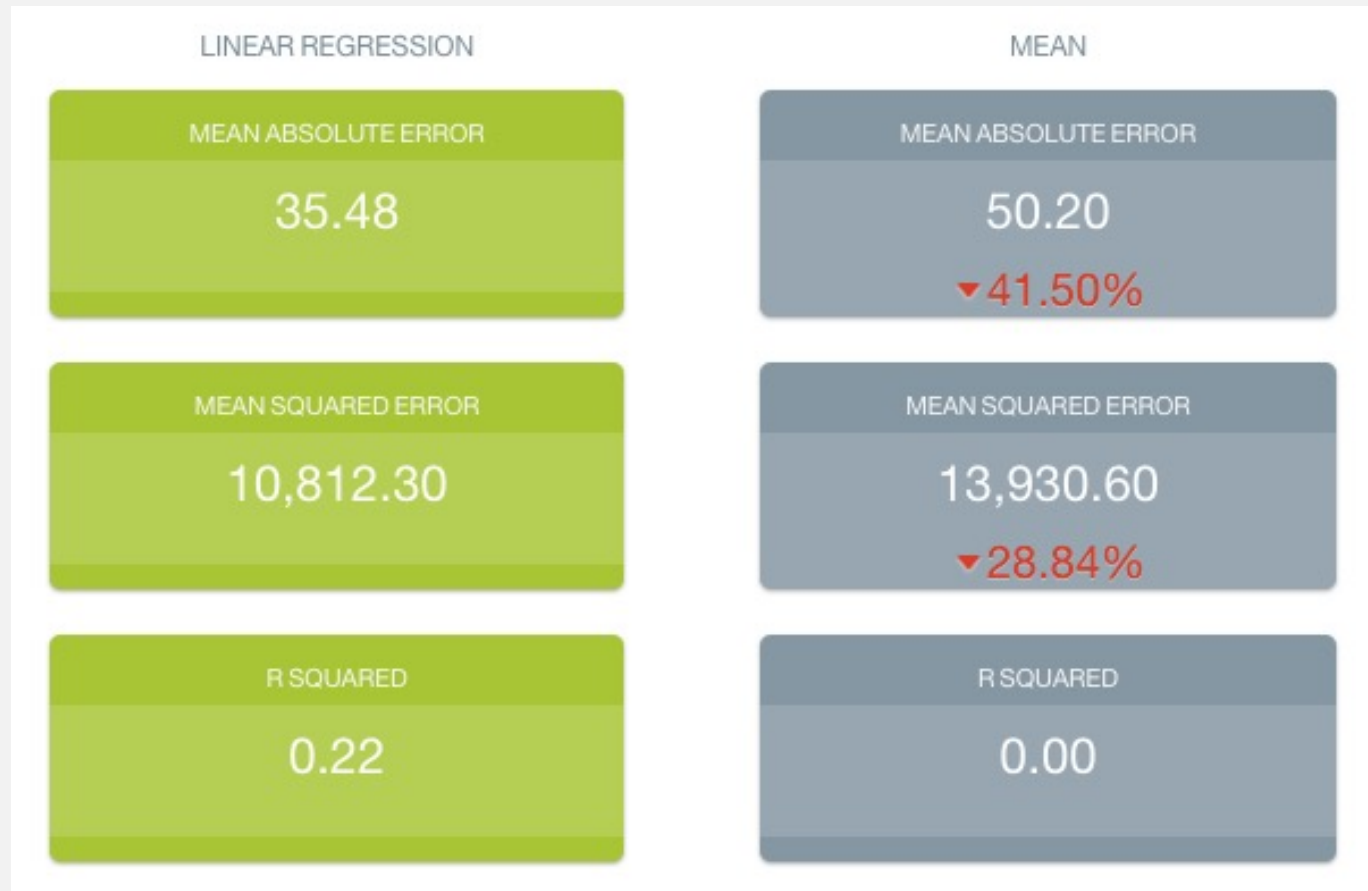 LINEAR REGRESSION
MEAN
MEAN ABSOLUTE ERROR
35.48
MEAN ABSOLUTE ERROR
50.20
▼41.50%
MEAN SQUARED ERROR
10,812.30
MEAN SQUARED ERROR
13,930.60
▼28.84%
R SQUARED
0.22
R SQUARED
0.00